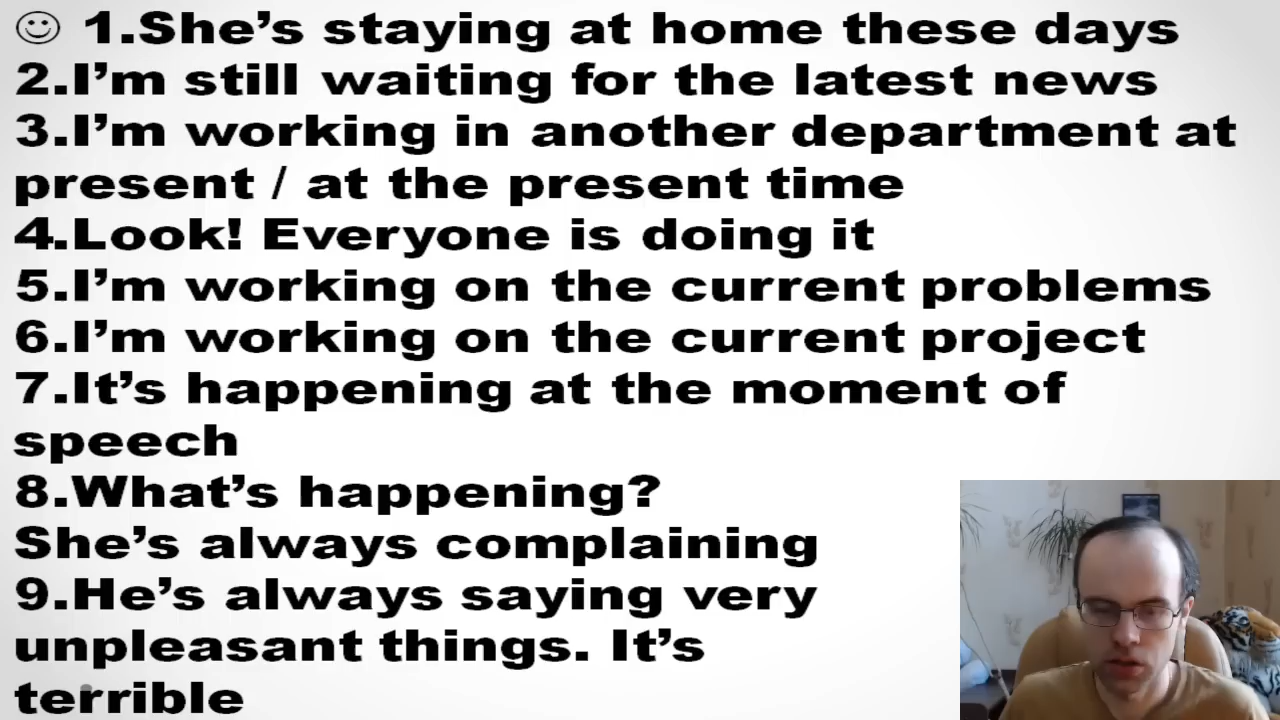 ☺ 1.She’s staying at home these days
2.I’m still waiting for the latest news
3.I’m working in another department at
present / at the present time
4.Look! Everyone is doing it
5.I’m working on the current problems
6.I’m working on the current project
7.It’s happening at the moment of
speech
8.What’s happening?
She’s always complaining
9.He’s always saying very
unpleasant things. It’s
terrible